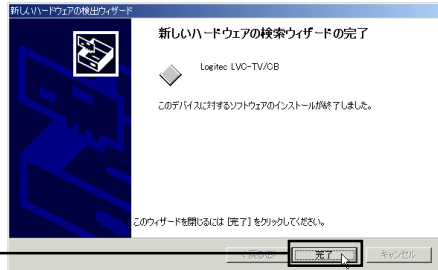 新しいハードウェアの検出ウィザード
新しいハードウェアの検索ウィザードの完了
Logitec LVC-TV/CB
このデバイスに対するソフトウェアのインストールが終了しました。
このウィザードを閉じるには [完了] をクリックしてください。
< 戻る(B)
完了
キャンセル